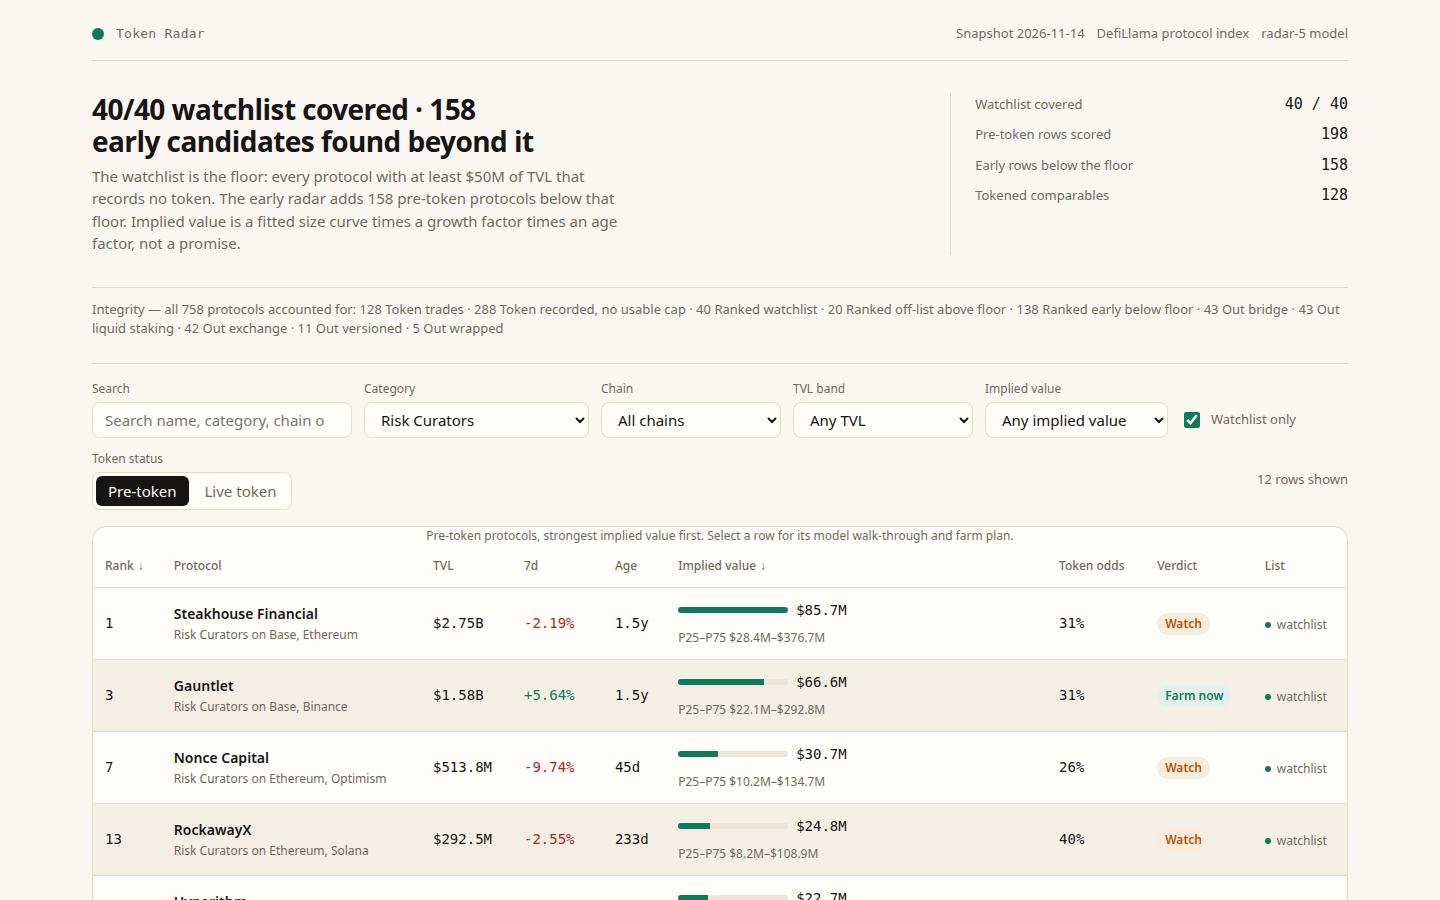 Token Radar
Snapshot 2026-11-14 DefiLlama protocol index radar-5 model
40/40 watchlist covered · 158
early candidates found beyond it
The watchlist is the floor: every protocol with at least $50M of TVL that
records no token. The early radar adds 158 pre-token protocols below that
floor. Implied value is a fitted size curve times a growth factor times an age
factor, not a promise.
Watchlist covered 40 / 40
Pre-token rows scored 198
Early rows below the floor 158
Tokened comparables 128
Integrity — all 758 protocols accounted for: 128 Token trades · 288 Token recorded, no usable cap · 40 Ranked watchlist · 20 Ranked off-list above floor · 138 Ranked early below floor · 43 Out bridge · 43 Out
liquid staking · 42 Out exchange · 11 Out versioned · 5 Out wrapped
Search Category Chain TVL band Implied value
Search name, category, chain o Risk Curators All chains Any TVL Any implied value Watchlist only
Token status
Pre-token Live token
12 rows shown
Pre-token protocols, strongest implied value first. Select a row for its model walk-through and farm plan.
Rank ↓ Protocol TVL 7d Age Implied value ↓ Token odds Verdict List
1 Steakhouse Financial $2.75B -2.19% 1.5y $85.7M 31% Watch watchlist
Risk Curators on Base, Ethereum P25–P75 $28.4M–$376.7M
3 Gauntlet $1.58B +5.64% 1.5y $66.6M 31% Farm now watchlist
Risk Curators on Base, Binance P25–P75 $22.1M–$292.8M
7 Nonce Capital $513.8M -9.74% 45d $30.7M 26% Watch watchlist
Risk Curators on Ethereum, Optimism P25–P75 $10.2M–$134.7M
13 RockawayX $292.5M -2.55% 233d $24.8M 40% Watch watchlist
Risk Curators on Ethereum, Solana P25–P75 $8.2M–$108.9M
$22.7M